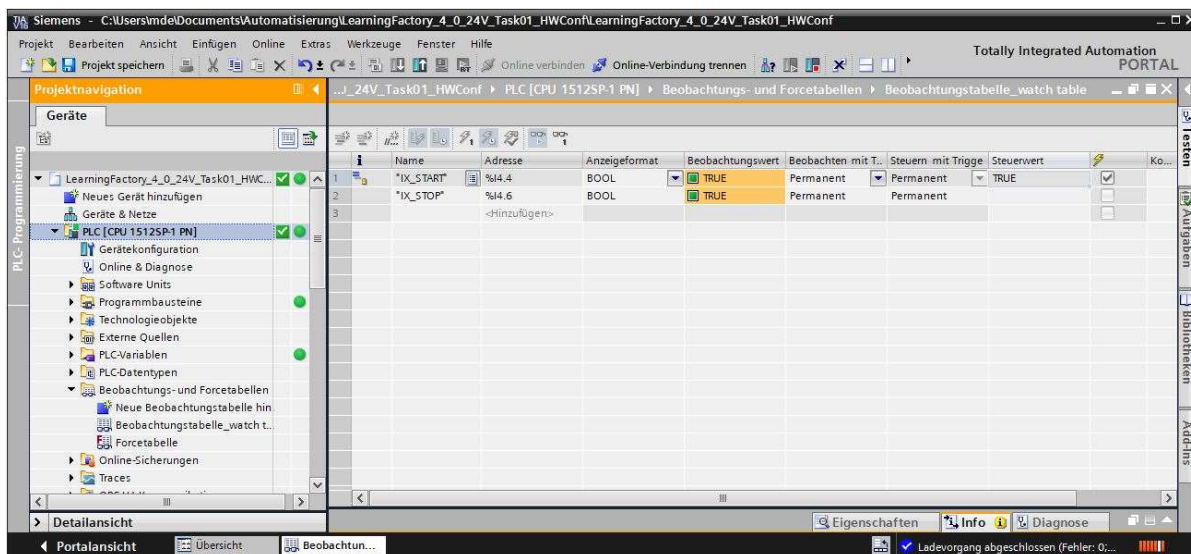 Siemens - C:\Users\mde\Documents\Automatisierung\LearningFactory_4_0_24V_Task01_HWConf\LearningFactory_4_0_24V_Task01_HWConf
Projekt Bearbeiten Ansicht Einfügen Online Extras Werkzeuge Fenster Hilfe
Totally Integrated Automation
PORTAL
Projekt speichern Online verbinden Online-Verbindung trennen
Projektnavigation
...J_24V_Task01_HWConf PLC [CPU 1512SP-1 PN] Beobachtungs- und Forcetabellen Beobachtungstabelle_watch table
Geräte
i Name Adresse Anzeigeformat Beobachtungswert Beobachten mit T.. Steuern mit Trigge Steuerwert Ko...
1 "IX_START" %I4.4 BOOL TRUE Permanent Permanent TRUE
2 "IX_STOP" %I4.6 BOOL TRUE Permanent Permanent
3 <Hinzufügen>
LearningFactory_4_0_24V_Task01_HWC...
Neues Gerät hinzufügen
Geräte & Netze
PLC [CPU 1512SP-1 PN]
Gerätekonfiguration
Online & Diagnose
Software Units
Programmbausteine
Technologieobjekte
Externe Quellen
PLC-Variablen
PLC-Datentypen
Beobachtungs- und Forcetabellen
Neue Beobachtungstabelle hin
Beobachtungstabelle_watch t..
Forcetabelle
Online-Sicherungen
Traces
PLC- Programmierung
Testen
Aufgaben
Bibliotheken
Add-Ins
Detailansicht
Eigenschaften Info Diagnose
Portalansicht Übersicht Beobachtun... Ladevorgang abgeschlossen (Fehler: 0;...